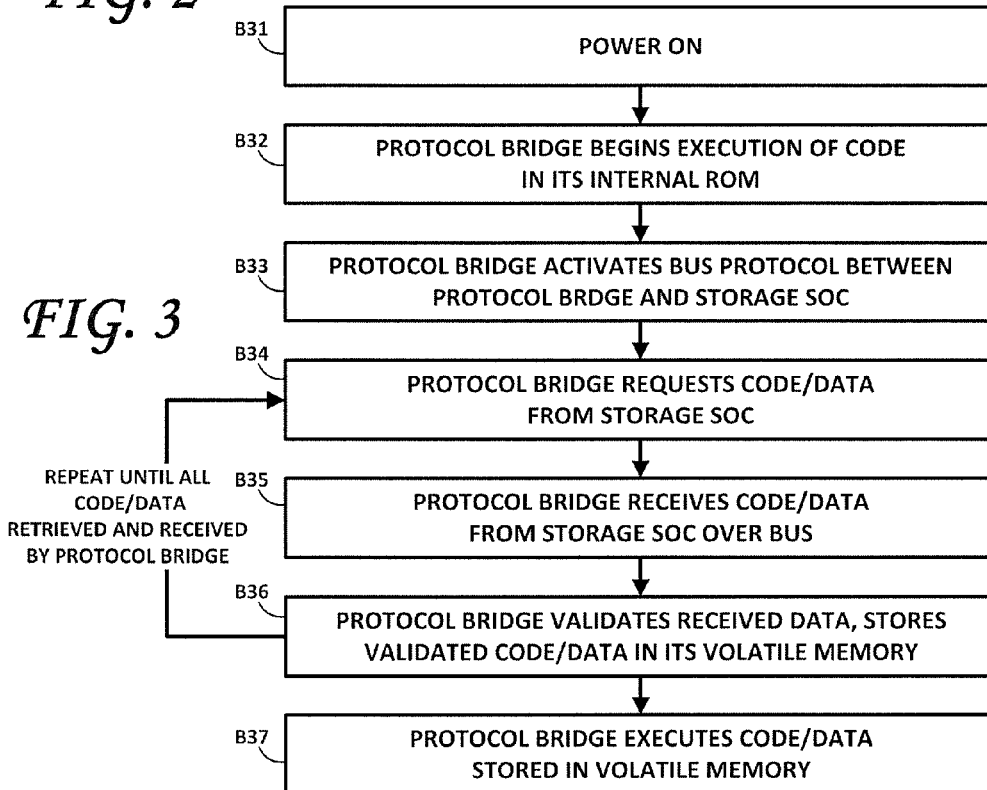 FIG. 2
B31
POWER ON
B32
PROTOCOL BRIDGE BEGINS EXECUTION OF CODE
IN ITS INTERNAL ROM
B33
PROTOCOL BRIDGE ACTIVATES BUS PROTOCOL BETWEEN
PROTOCOL BRDGE AND STORAGE SOC
FIG. 3
B34
PROTOCOL BRIDGE REQUESTS CODE/DATA
FROM STORAGE SOC
REPEAT UNTIL ALL
CODE/DATA
RETRIEVED AND RECEIVED
BY PROTOCOL BRIDGE
B35
PROTOCOL BRIDGE RECEIVES CODE/DATA
FROM STORAGE SOC OVER BUS
B36
PROTOCOL BRIDGE VALIDATES RECEIVED DATA, STORES
VALIDATED CODE/DATA IN ITS VOLATILE MEMORY
B37
PROTOCOL BRIDGE EXECUTES CODE/DATA
STORED IN VOLATILE MEMORY